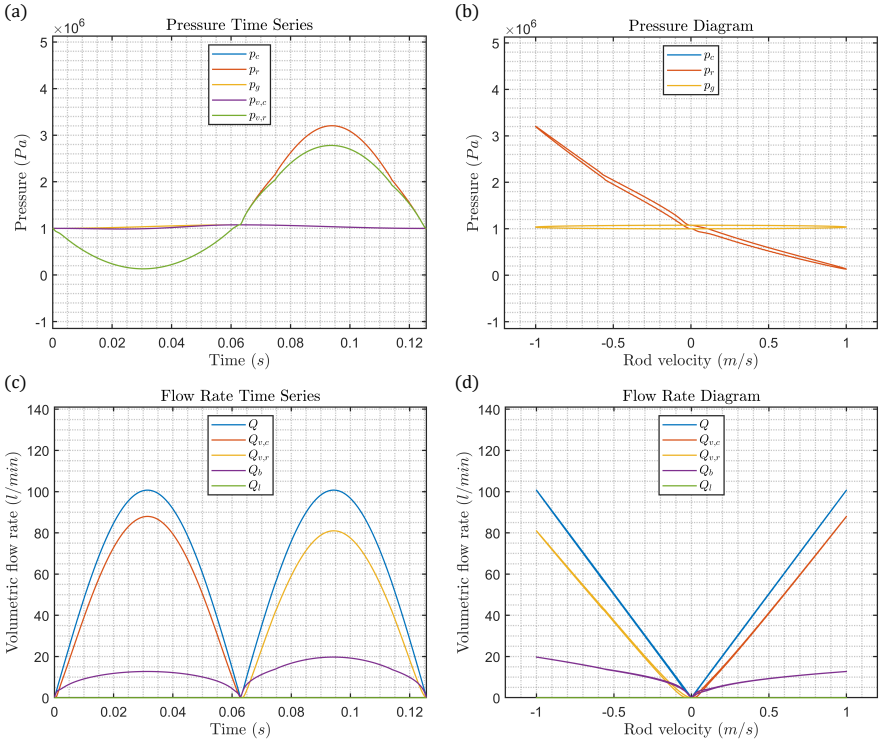 (a)
Pressure Time Series
×10⁶
5
4
3
2
1
0
-1
Pressure (Pa)
p_c
p_r
p_g
p_{v,c}
p_{v,r}
0 0.02 0.04 0.06 0.08 0.1 0.12
Time (s)
(b)
Pressure Diagram
×10⁶
5
4
3
2
1
0
-1
Pressure (Pa)
p_c
p_r
p_g
-1 -0.5 0 0.5 1
Rod velocity (m/s)
(c)
Flow Rate Time Series
140
120
100
80
60
40
20
0
Volumetric flow rate (l/min)
Q
Q_{v,c}
Q_{v,r}
Q_b
Q_l
0 0.02 0.04 0.06 0.08 0.1 0.12
Time (s)
(d)
Flow Rate Diagram
140
120
100
80
60
40
20
0
Volumetric flow rate (l/min)
Q
Q_{v,c}
Q_{v,r}
Q_b
Q_l
-1 -0.5 0 0.5 1
Rod velocity (m/s)